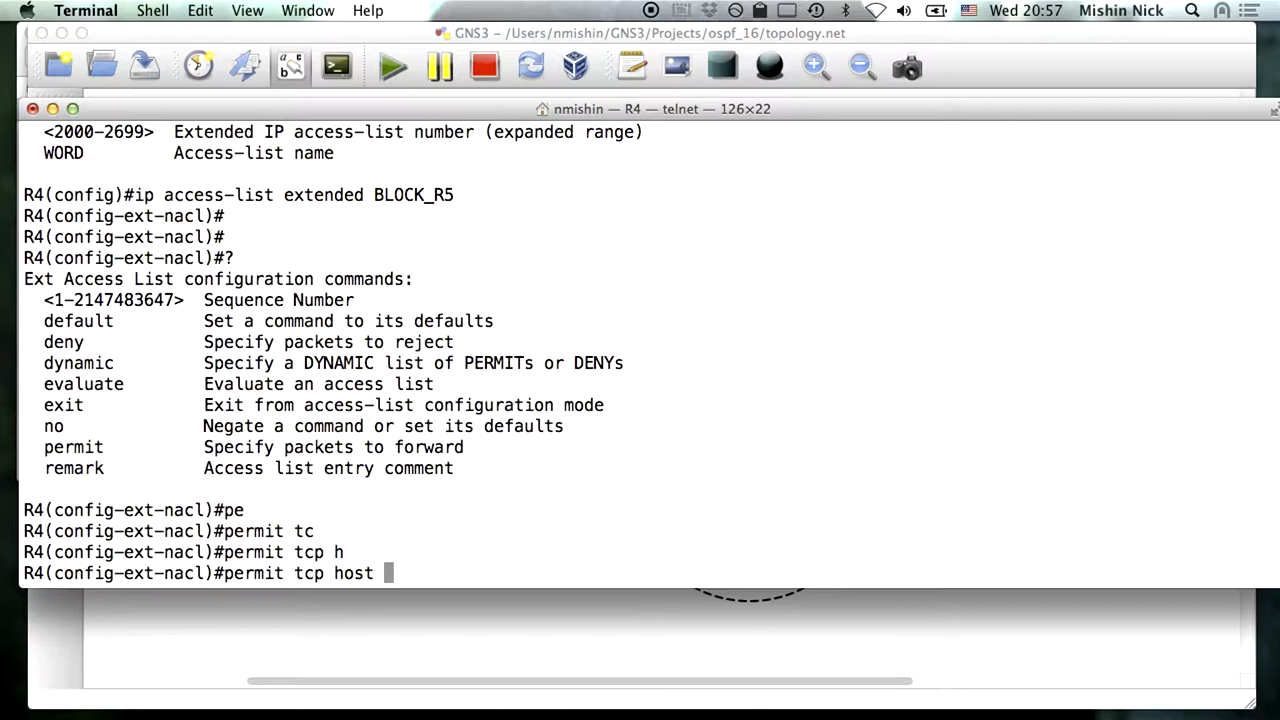 Terminal Shell Edit View Window Help Wed 20:57 Mishin Nick
GNS3 – /Users/nmishin/GNS3/Projects/ospf_16/topology.net
a b c
nmishin — R4 — telnet — 126×22
<2000-2699> Extended IP access-list number (expanded range)
WORD Access-list name
R4(config)#ip access-list extended BLOCK_R5
R4(config-ext-nacl)#
R4(config-ext-nacl)#
R4(config-ext-nacl)#?
Ext Access List configuration commands:
<1-2147483647> Sequence Number
default Set a command to its defaults
deny Specify packets to reject
dynamic Specify a DYNAMIC list of PERMITs or DENYs
evaluate Evaluate an access list
exit Exit from access-list configuration mode
no Negate a command or set its defaults
permit Specify packets to forward
remark Access list entry comment
R4(config-ext-nacl)#pe
R4(config-ext-nacl)#permit tc
R4(config-ext-nacl)#permit tcp h
R4(config-ext-nacl)#permit tcp host